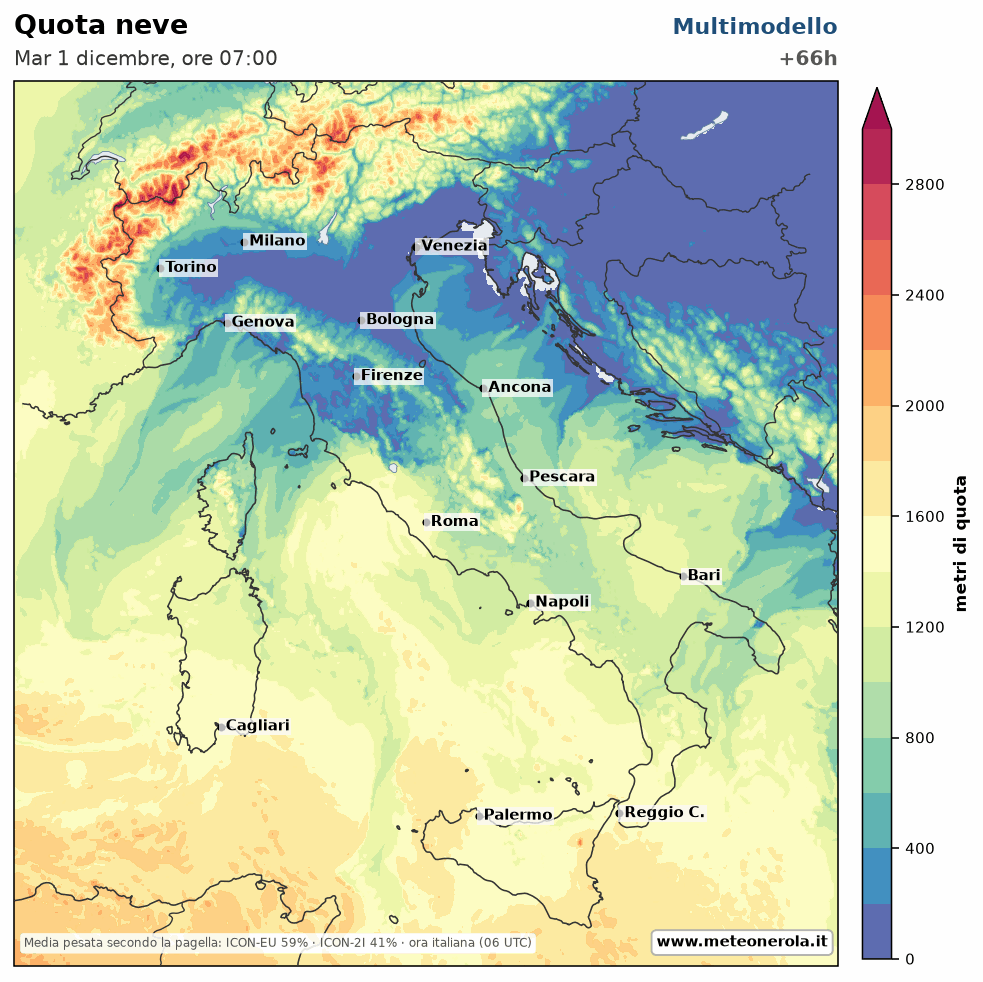 Quota neve
Multimodello
Mar 1 dicembre, ore 07:00
+66h
Milano
Venezia
Torino
Genova
Bologna
Firenze
Ancona
Pescara
Roma
Bari
Napoli
Cagliari
Palermo
Reggio C.
2800
2400
2000
1600
1200
800
400
0
metri di quota
Media pesata secondo la pagella: ICON-EU 59% · ICON-2I 41% · ora italiana (06 UTC)
www.meteonerola.it